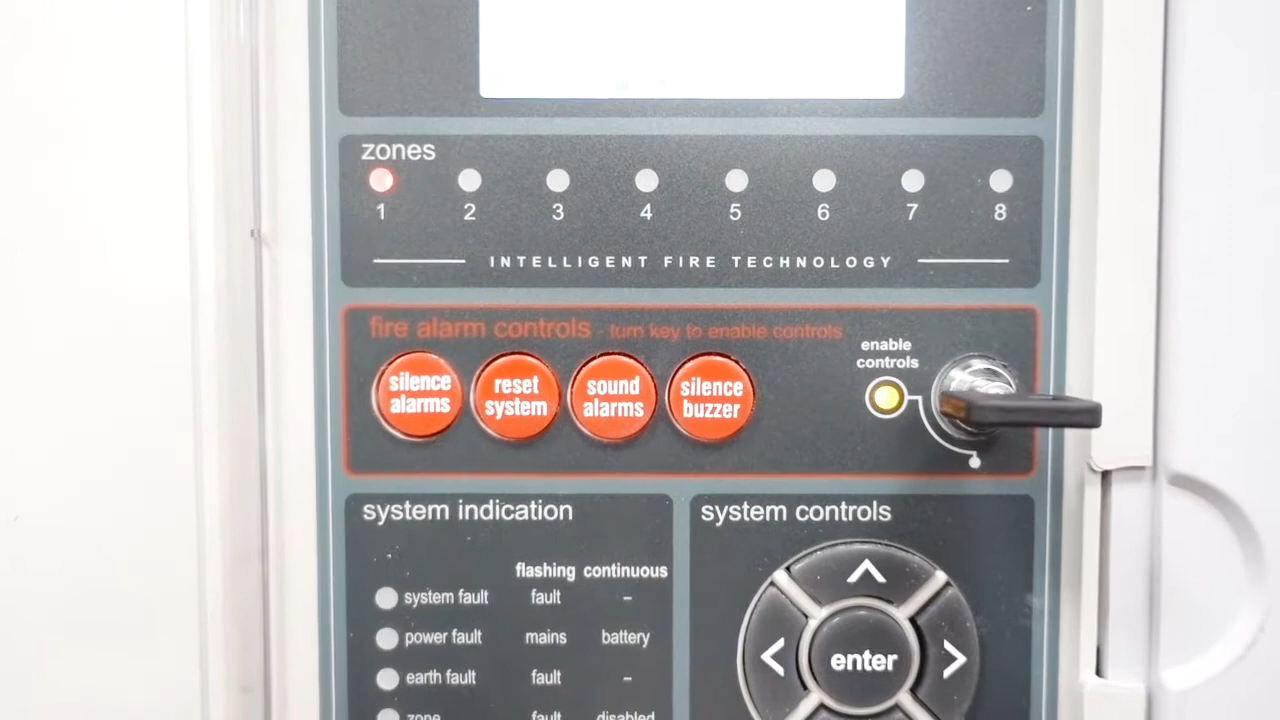 zones
1 2 3 4 5 6 7 8
INTELLIGENT FIRE TECHNOLOGY
fire alarm controls - turn key to enable controls
enable
controls
silence
alarms
reset
system
sound
alarms
silence
buzzer
system indication
flashing continuous
system fault fault –
power fault mains battery
earth fault fault –
zone fault disabled
system controls
enter